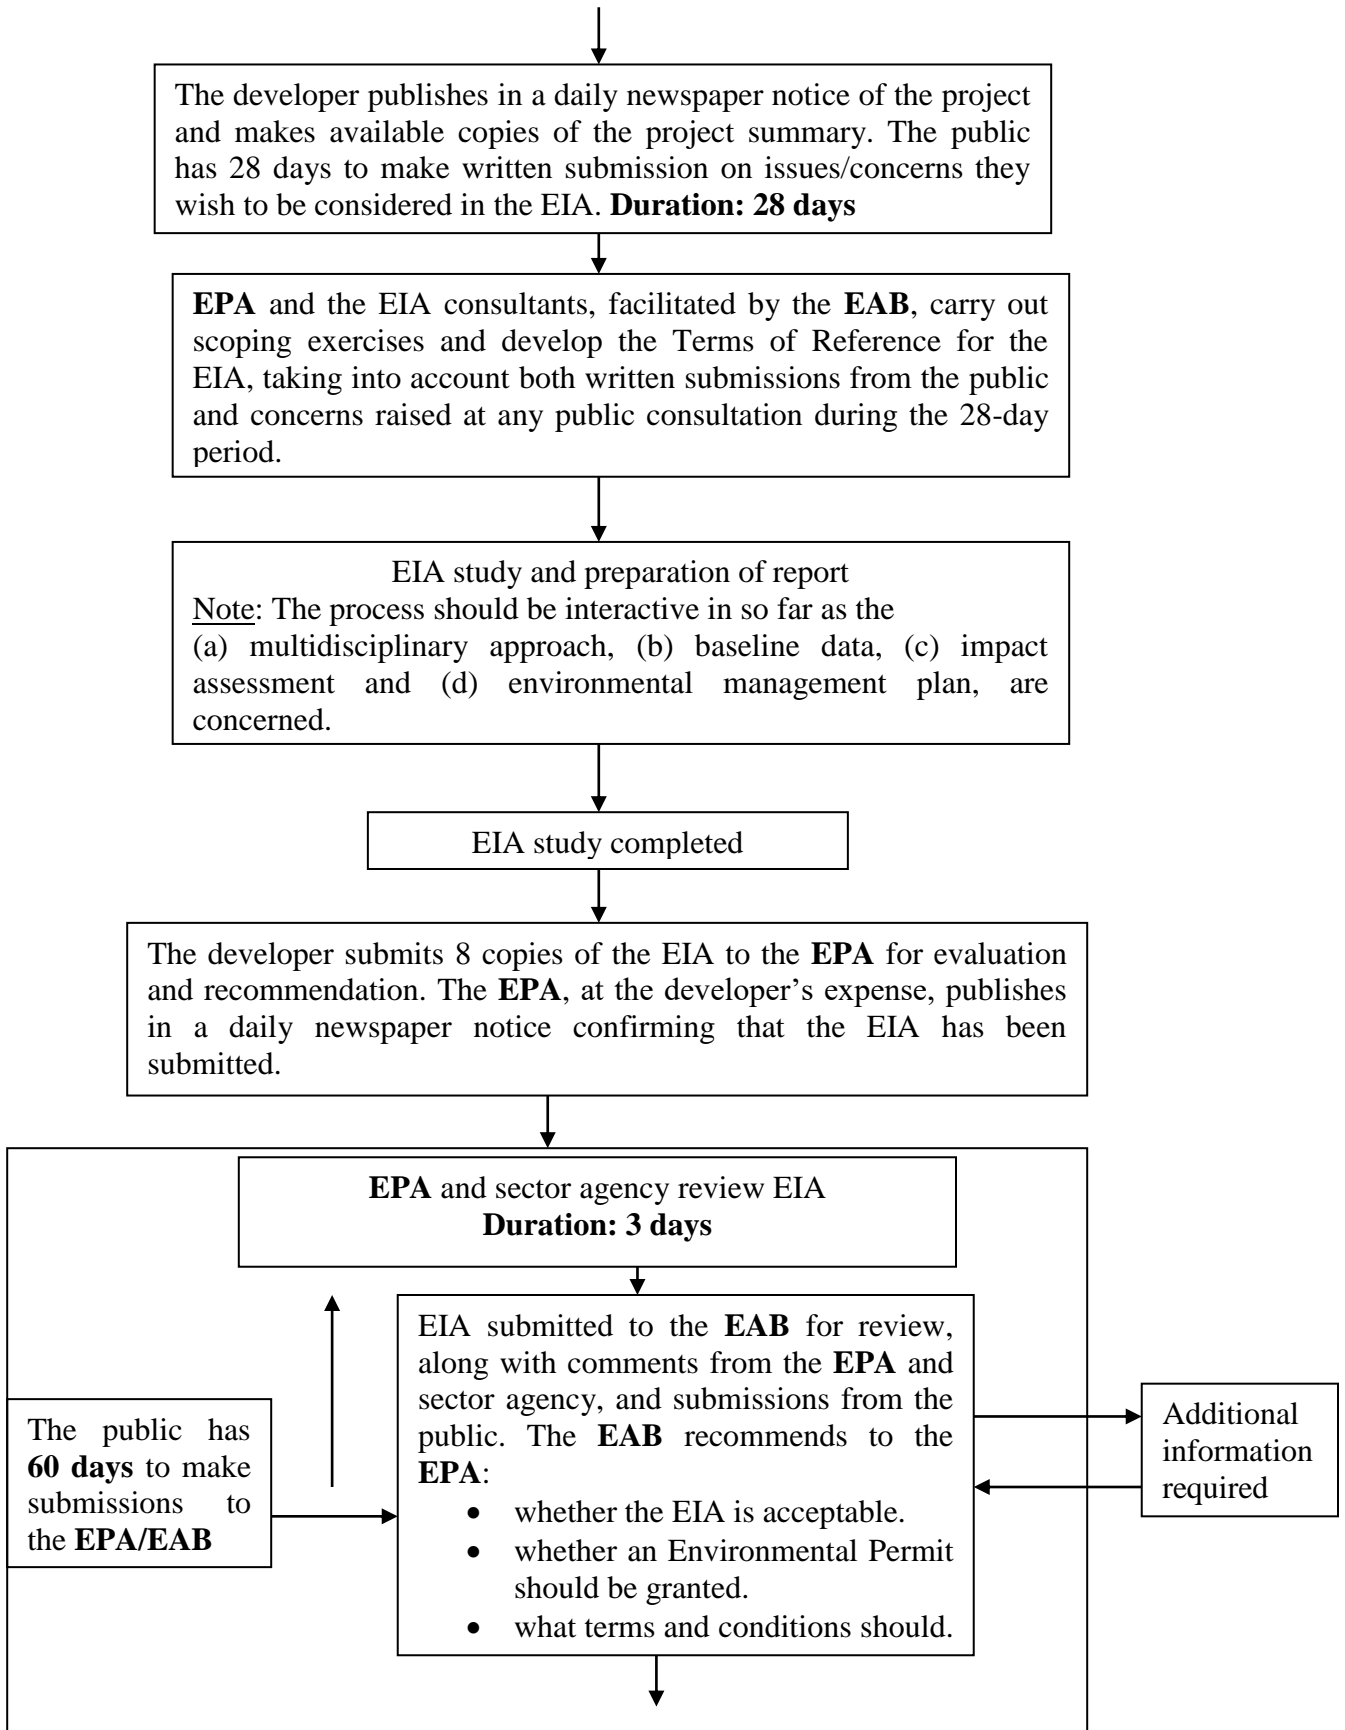 The developer publishes in a daily newspaper notice of the project
and makes available copies of the project summary. The public
has 28 days to make written submission on issues/concerns they
wish to be considered in the EIA. Duration: 28 days
EPA and the EIA consultants, facilitated by the EAB, carry out
scoping exercises and develop the Terms of Reference for the
EIA, taking into account both written submissions from the public
and concerns raised at any public consultation during the 28-day
period.
EIA study and preparation of report
Note: The process should be interactive in so far as the
(a) multidisciplinary approach, (b) baseline data, (c) impact
assessment and (d) environmental management plan, are
concerned.
EIA study completed
The developer submits 8 copies of the EIA to the EPA for evaluation
and recommendation. The EPA, at the developer’s expense, publishes
in a daily newspaper notice confirming that the EIA has been
submitted.
EPA and sector agency review EIA
Duration: 3 days
The public has
60 days to make
submissions to
the EPA/EAB
EIA submitted to the EAB for review,
along with comments from the EPA and
sector agency, and submissions from the
public. The EAB recommends to the
EPA:
• whether the EIA is acceptable.
• whether an Environmental Permit
should be granted.
• what terms and conditions should.
Additional
information
required